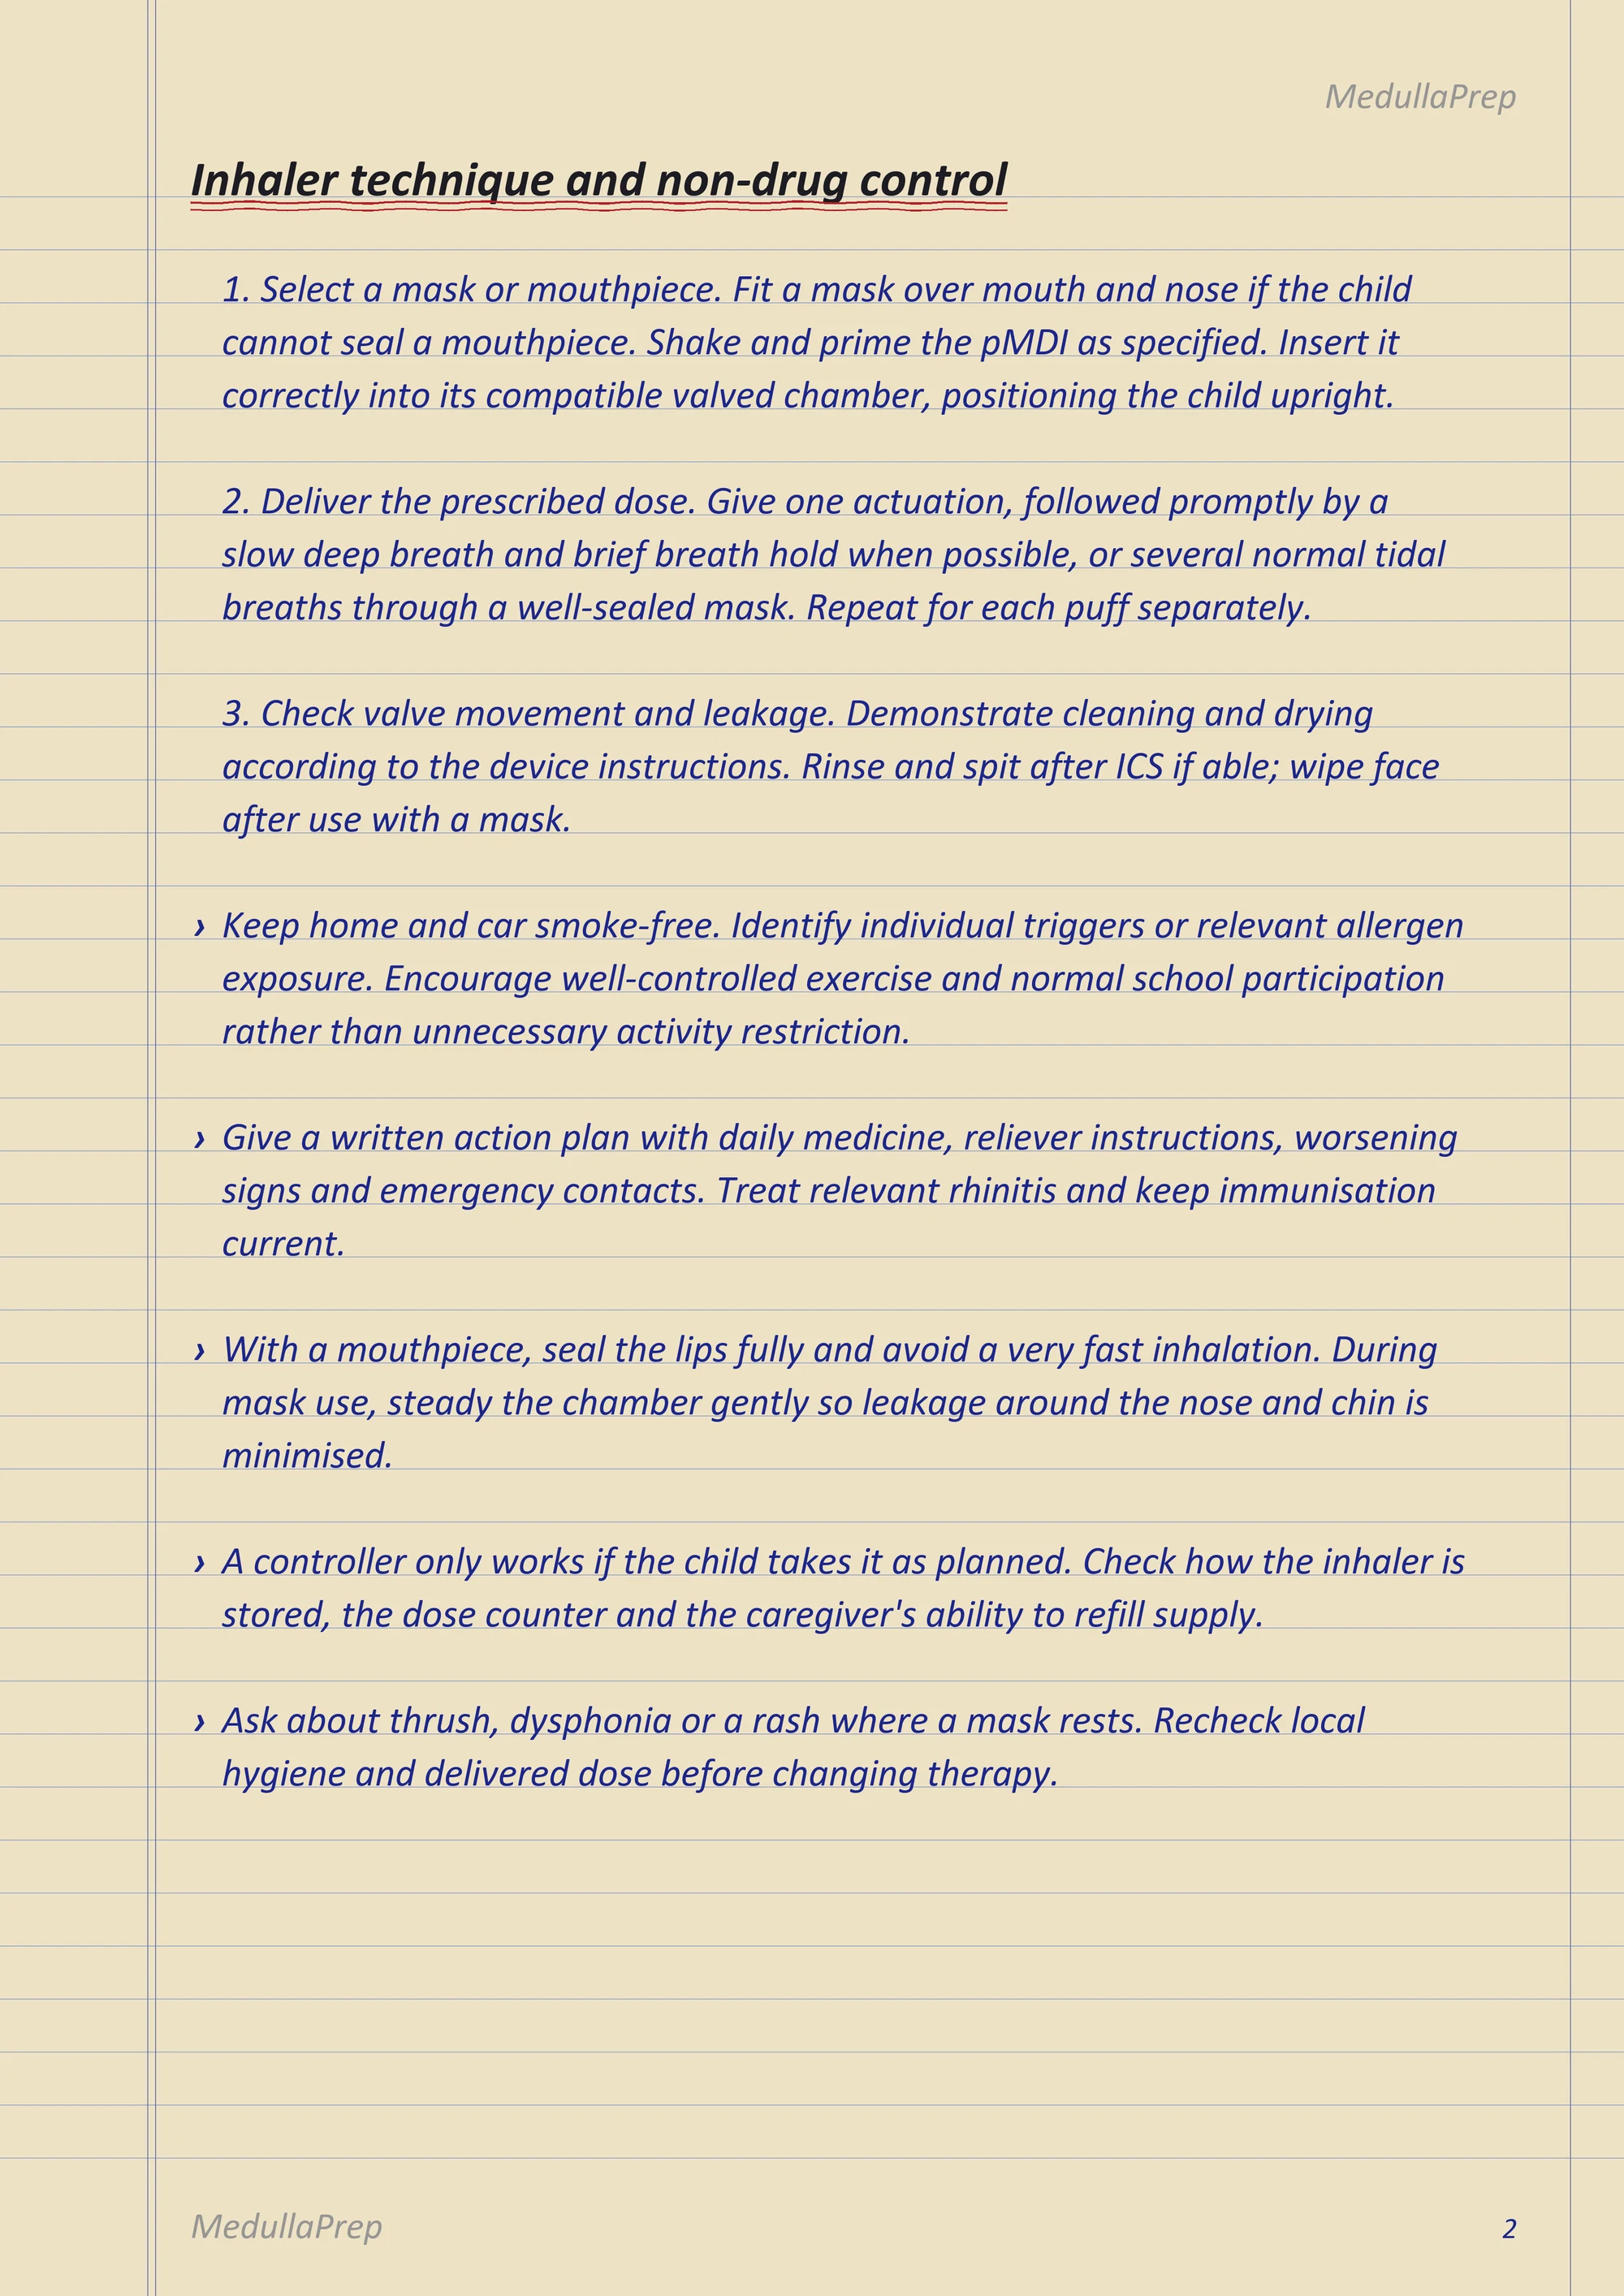 MedullaPrep
Inhaler technique and non-drug control
1. Select a mask or mouthpiece. Fit a mask over mouth and nose if the child
cannot seal a mouthpiece. Shake and prime the pMDI as specified. Insert it
correctly into its compatible valved chamber, positioning the child upright.
2. Deliver the prescribed dose. Give one actuation, followed promptly by a
slow deep breath and brief breath hold when possible, or several normal tidal
breaths through a well-sealed mask. Repeat for each puff separately.
3. Check valve movement and leakage. Demonstrate cleaning and drying
according to the device instructions. Rinse and spit after ICS if able; wipe face
after use with a mask.
› Keep home and car smoke-free. Identify individual triggers or relevant allergen
exposure. Encourage well-controlled exercise and normal school participation
rather than unnecessary activity restriction.
› Give a written action plan with daily medicine, reliever instructions, worsening
signs and emergency contacts. Treat relevant rhinitis and keep immunisation
current.
› With a mouthpiece, seal the lips fully and avoid a very fast inhalation. During
mask use, steady the chamber gently so leakage around the nose and chin is
minimised.
› A controller only works if the child takes it as planned. Check how the inhaler is
stored, the dose counter and the caregiver's ability to refill supply.
› Ask about thrush, dysphonia or a rash where a mask rests. Recheck local
hygiene and delivered dose before changing therapy.
MedullaPrep
2